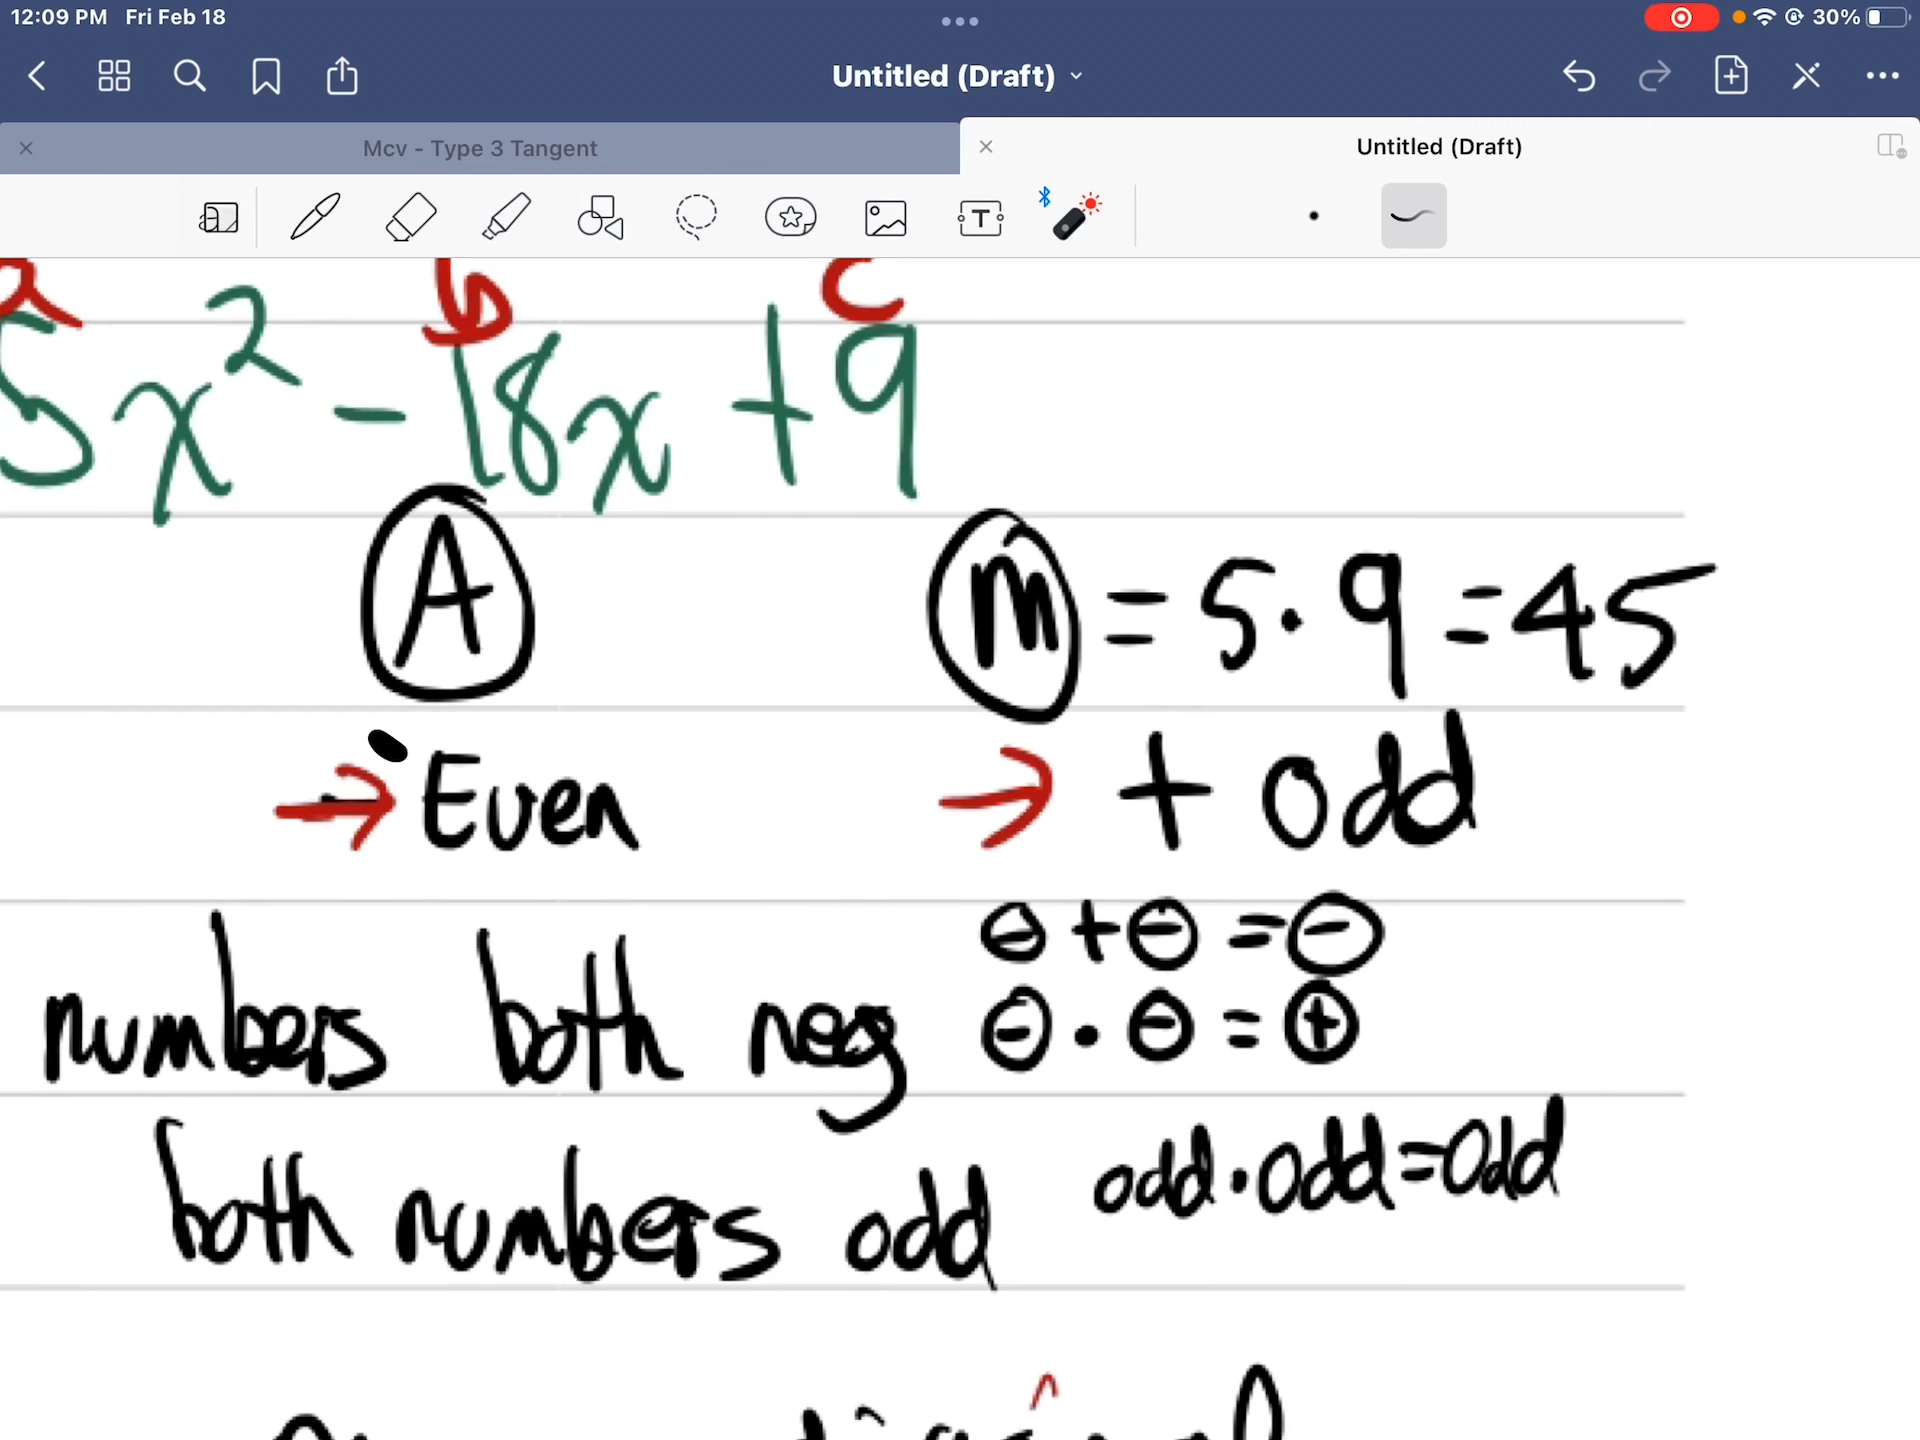 12:09 PM Fri Feb 18
30%
Untitled (Draft)
Mcv - Type 3 Tangent
Untitled (Draft)
T
a b c
5x² - 18x + 9
A
m = 5 · 9 = 45
→ Even → + odd
numbers both neg ⊖ + ⊖ = ⊖
⊖ · ⊖ = ⊕
both numbers odd odd · odd = odd